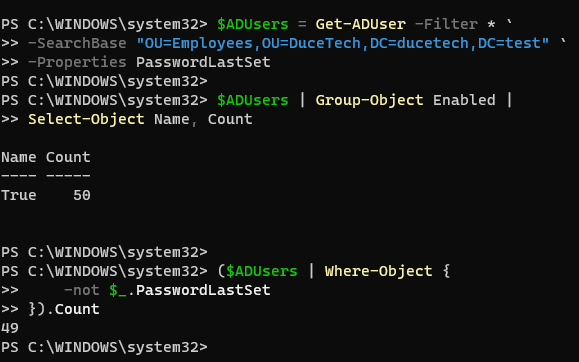 PS C:\WINDOWS\system32> $ADUsers = Get-ADUser -Filter * `
>> -SearchBase "OU=Employees,OU=DuceTech,DC=ducetech,DC=test" `
>> -Properties PasswordLastSet
PS C:\WINDOWS\system32>
PS C:\WINDOWS\system32> $ADUsers | Group-Object Enabled |
>> Select-Object Name, Count
Name Count
---- -----
True    50
PS C:\WINDOWS\system32>
PS C:\WINDOWS\system32> ($ADUsers | Where-Object {
>>     -not $_.PasswordLastSet
>> }).Count
49
PS C:\WINDOWS\system32>